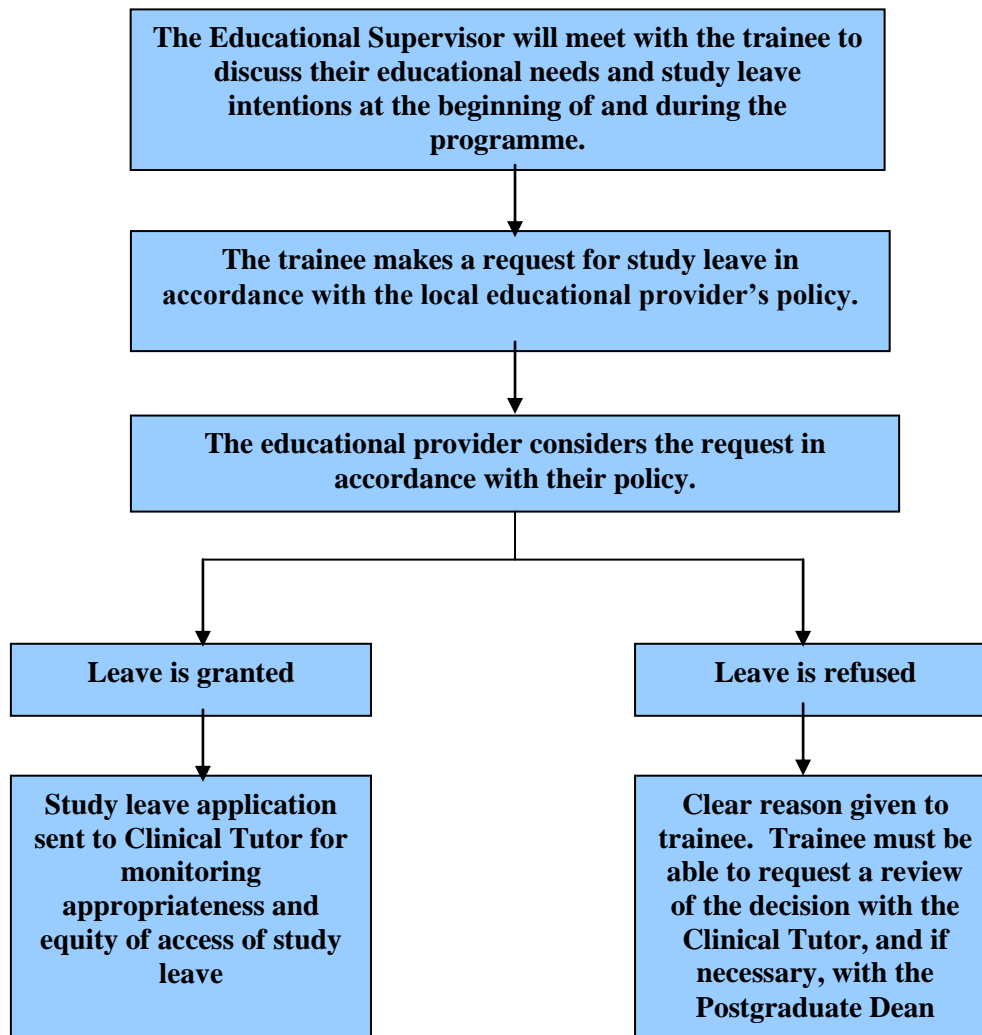 The Educational Supervisor will meet with the trainee to
discuss their educational needs and study leave
intentions at the beginning of and during the
programme.
The trainee makes a request for study leave in
accordance with the local educational provider’s policy.
The educational provider considers the request in
accordance with their policy.
Leave is granted
Leave is refused
Study leave application
sent to Clinical Tutor for
monitoring
appropriateness and
equity of access of study
leave
Clear reason given to
trainee.  Trainee must be
able to request a review
of the decision with the
Clinical Tutor, and if
necessary, with the
Postgraduate Dean